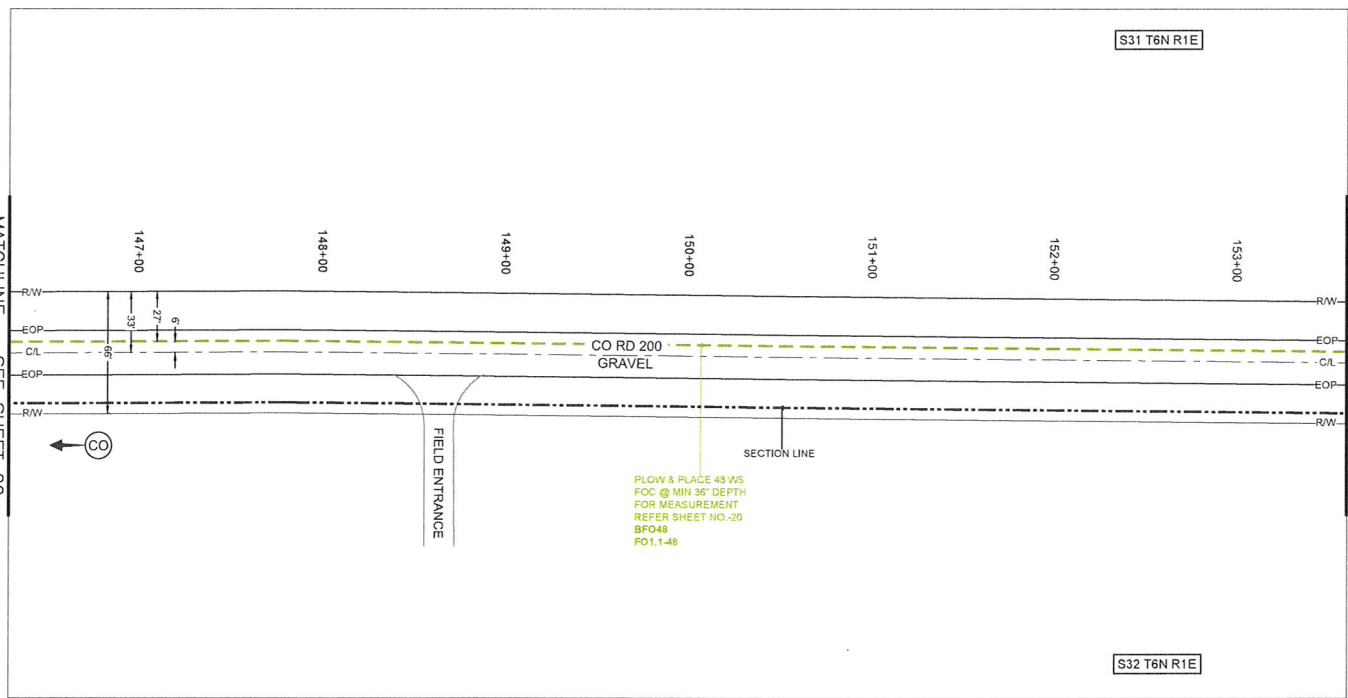 S31 T6N R1E
147+00
148+00
149+00
150+00
151+00
152+00
153+00
R/W
R/W
27'
33'
6'
66'
EOP
EOP
CO RD 200
C/L
C/L
GRAVEL
EOP
EOP
R/W
R/W
CO
FIELD ENTRANCE
SECTION LINE
PLOW & PLACE 48 WS
FOC @ MIN 36" DEPTH
FOR MEASUREMENT
REFER SHEET NO.-20
BFO48
FO1.1-48
S32 T6N R1E